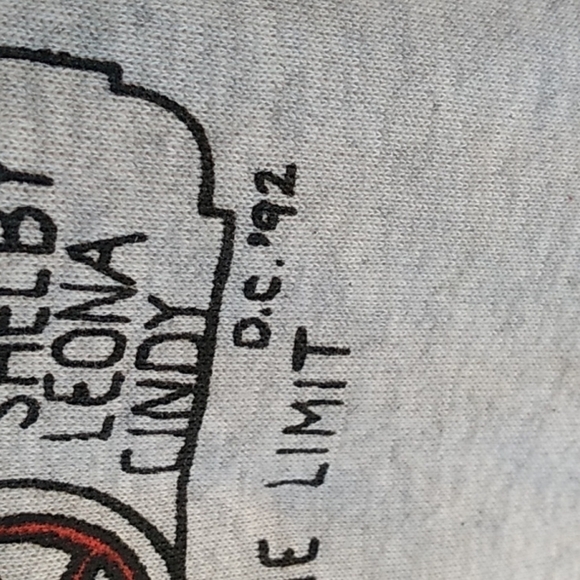 SHELBY
LEONA
CINDY
D.C. '92
LIMIT